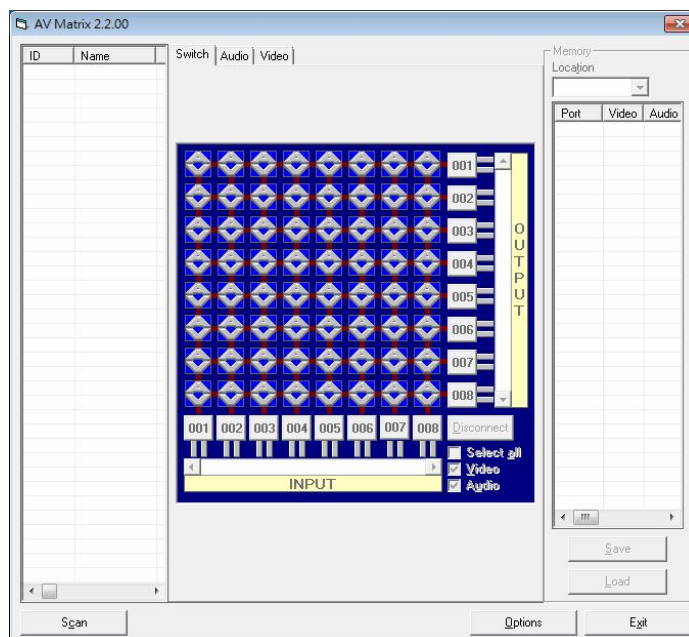 AV Matrix 2.2.00
ID Name
Switch Audio Video
Memory
Location
Port Video Audio
001
002
003
004
005
006
007
008
OUTPUT
001 002 003 004 005 006 007 008
Disconnect
Select all
Video
Audio
INPUT
Save
Load
Scan
Options
Exit